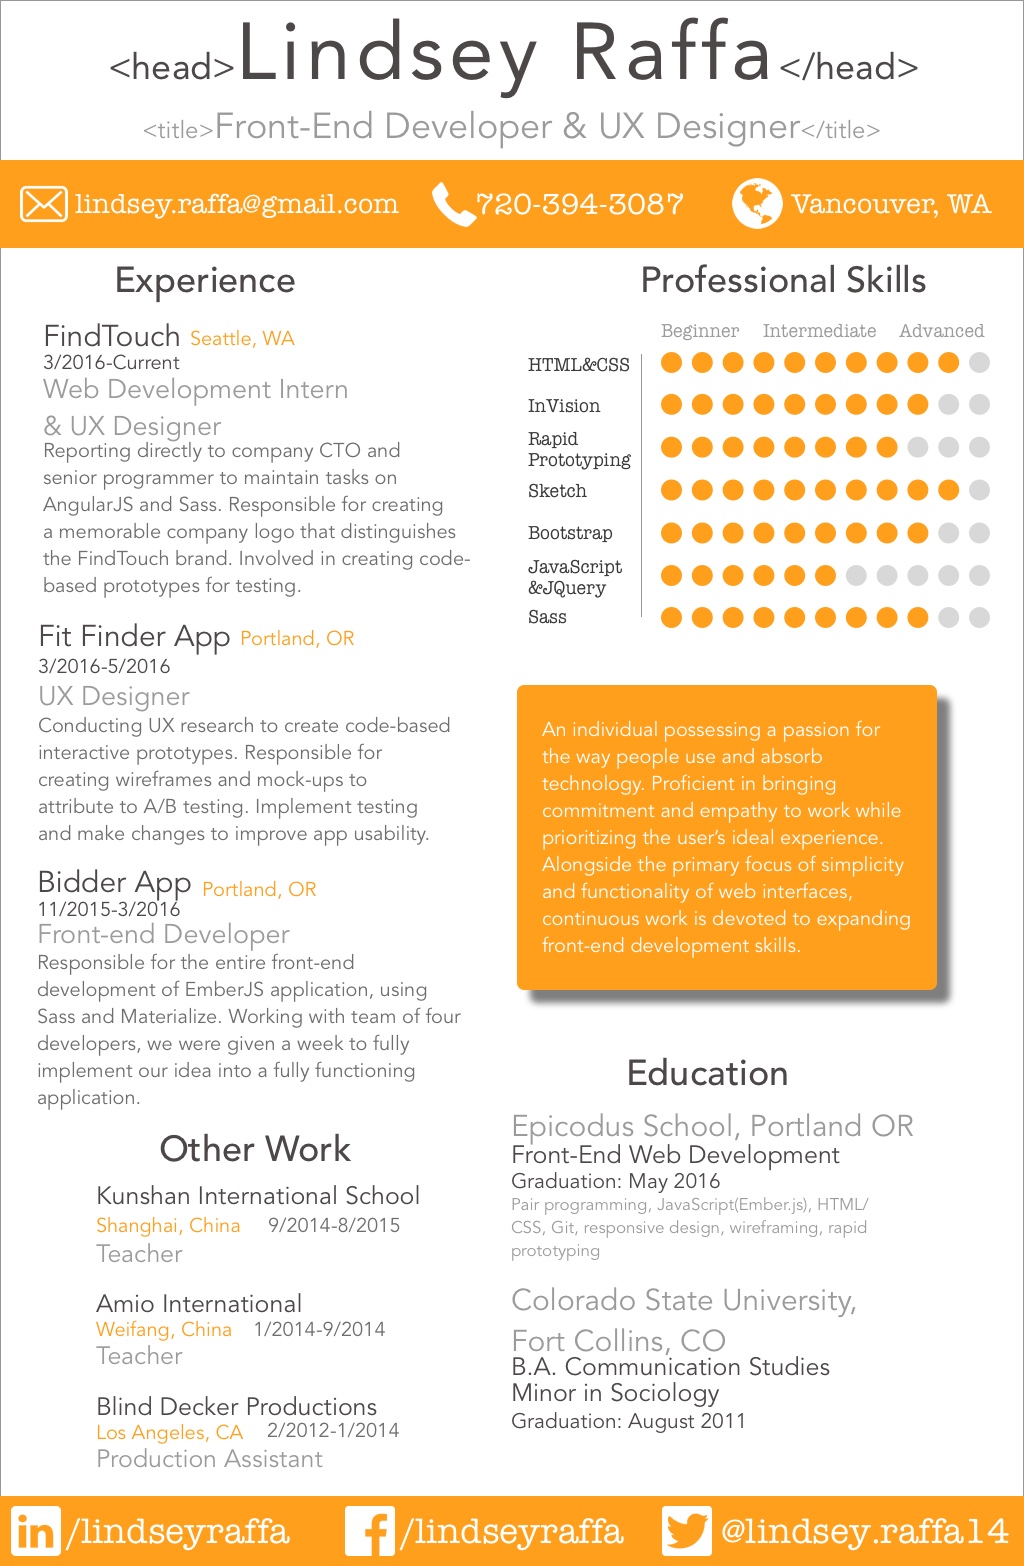 <head>Lindsey Raffa</head>
<title>Front-End Developer & UX Designer</title>
lindsey.raffa@gmail.com
720-394-3087
Vancouver, WA
Experience
FindTouch Seattle, WA
3/2016-Current
Web Development Intern
& UX Designer
Reporting directly to company CTO and
senior programmer to maintain tasks on
AngularJS and Sass. Responsible for creating
a memorable company logo that distinguishes
the FindTouch brand. Involved in creating code-
based prototypes for testing.
Fit Finder App Portland, OR
3/2016-5/2016
UX Designer
Conducting UX research to create code-based
interactive prototypes. Responsible for
creating wireframes and mock-ups to
attribute to A/B testing. Implement testing
and make changes to improve app usability.
Bidder App Portland, OR
11/2015-3/2016
Front-end Developer
Responsible for the entire front-end
development of EmberJS application, using
Sass and Materialize. Working with team of four
developers, we were given a week to fully
implement our idea into a fully functioning
application.
Other Work
Kunshan International School
Shanghai, China 9/2014-8/2015
Teacher
Amio International
Weifang, China 1/2014-9/2014
Teacher
Blind Decker Productions
Los Angeles, CA 2/2012-1/2014
Production Assistant
Professional Skills
Beginner Intermediate Advanced
HTML&CSS
InVision
Rapid
Prototyping
Sketch
Bootstrap
JavaScript
&JQuery
Sass
An individual possessing a passion for
the way people use and absorb
technology. Proficient in bringing
commitment and empathy to work while
prioritizing the user's ideal experience.
Alongside the primary focus of simplicity
and functionality of web interfaces,
continuous work is devoted to expanding
front-end development skills.
Education
Epicodus School, Portland OR
Front-End Web Development
Graduation: May 2016
Pair programming, JavaScript(Ember.js), HTML/
CSS, Git, responsive design, wireframing, rapid
prototyping
Colorado State University,
Fort Collins, CO
B.A. Communication Studies
Minor in Sociology
Graduation: August 2011
in /lindseyraffa
f /lindseyraffa
@lindsey.raffa14